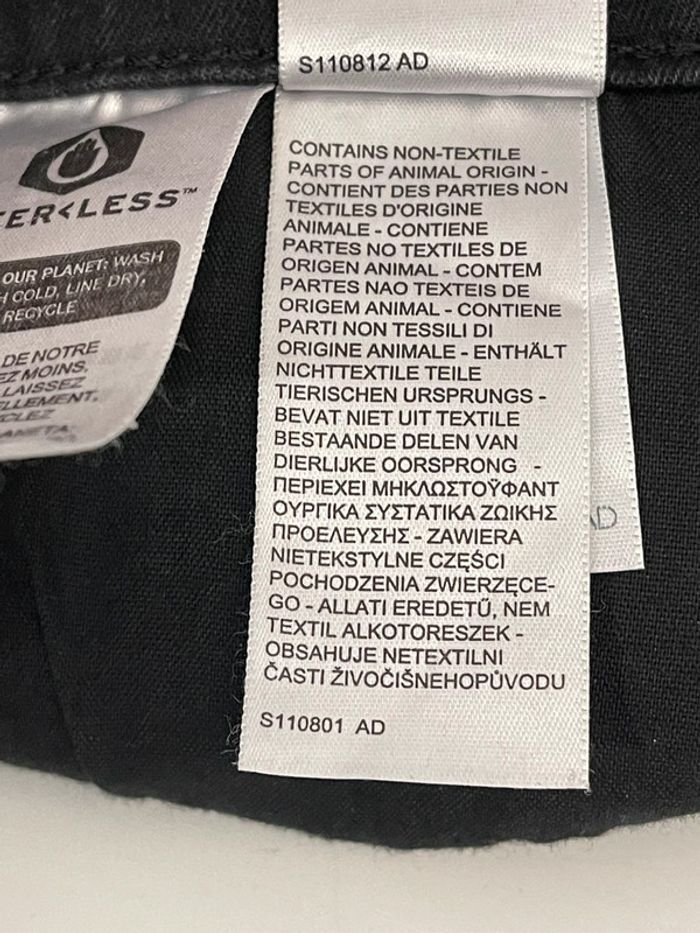 S110812 AD
ER<LESS™
OUR PLANET: WASH
COLD, LINE DRY,
RECYCLE
DE NOTRE
MOINS,
LAISSEZ
CONTAINS NON-TEXTILE
PARTS OF ANIMAL ORIGIN -
CONTIENT DES PARTIES NON
TEXTILES D'ORIGINE
ANIMALE - CONTIENE
PARTES NO TEXTILES DE
ORIGEN ANIMAL - CONTEM
PARTES NAO TEXTEIS DE
ORIGEM ANIMAL - CONTIENE
PARTI NON TESSILI DI
ORIGINE ANIMALE - ENTHÄLT
NICHTTEXTILE TEILE
TIERISCHEN URSPRUNGS -
BEVAT NIET UIT TEXTILE
BESTAANDE DELEN VAN
DIERLIJKE OORSPRONG -
ΠΕΡΙΕΧΕΙ ΜΗΚΛΩΣΤΟΫΦΑΝΤ
ΟΥΡΓΙΚΑ ΣΥΣΤΑΤΙΚΑ ΖΩΙΚΗΣ
ΠΡΟΕΛΕΥΣΗΣ - ZAWIERA
NIETEKSTYLNE CZĘŚCI
POCHODZENIA ZWIERZĘCE-
GO - ALLATI EREDETŰ, NEM
TEXTIL ALKOTORESZEK -
OBSAHUJE NETEXTILNI
ČASTI ŽIVOČIŠNEHOPŮVODU
S110801 AD
AD